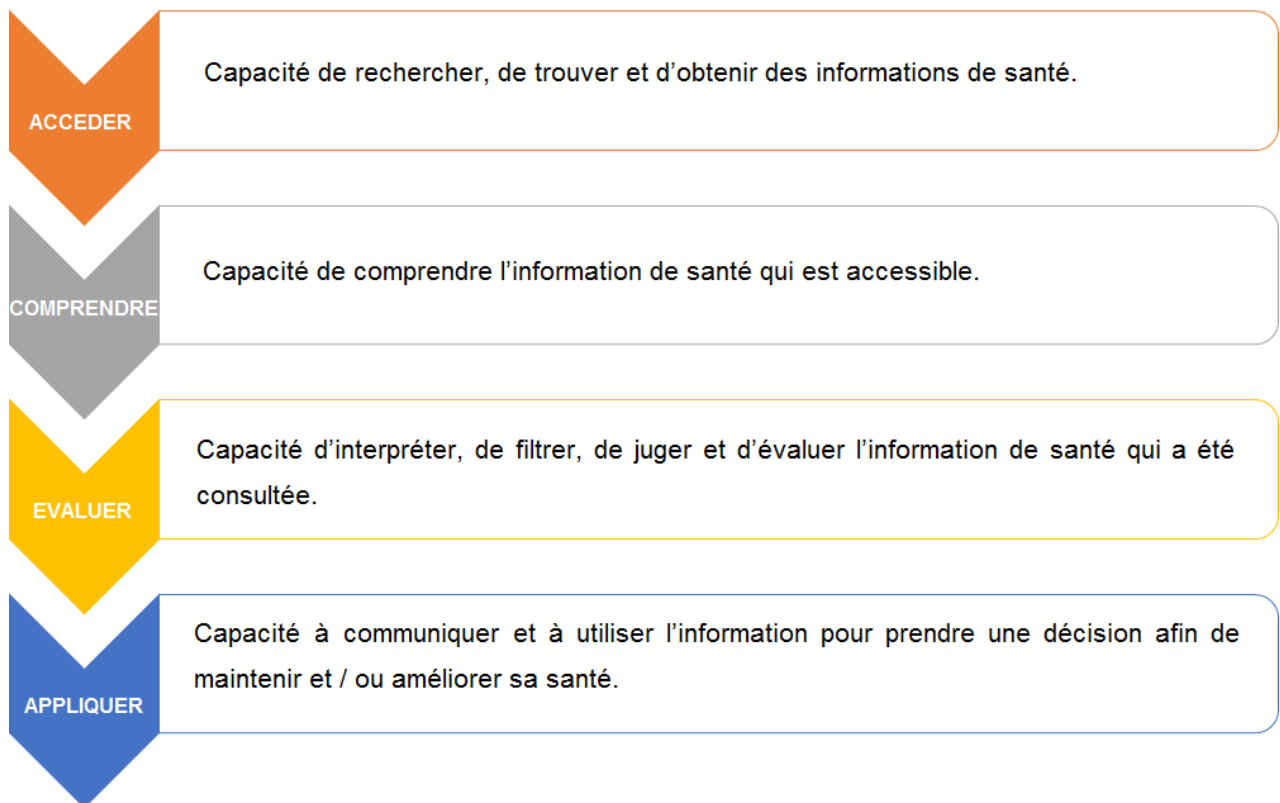 Capacité de rechercher, de trouver et d’obtenir des informations de santé.
ACCEDER
Capacité de comprendre l’information de santé qui est accessible.
COMPRENDRE
Capacité d’interpréter, de filtrer, de juger et d’évaluer l’information de santé qui a été
consultée.
EVALUER
Capacité à communiquer et à utiliser l’information pour prendre une décision afin de
maintenir et / ou améliorer sa santé.
APPLIQUER